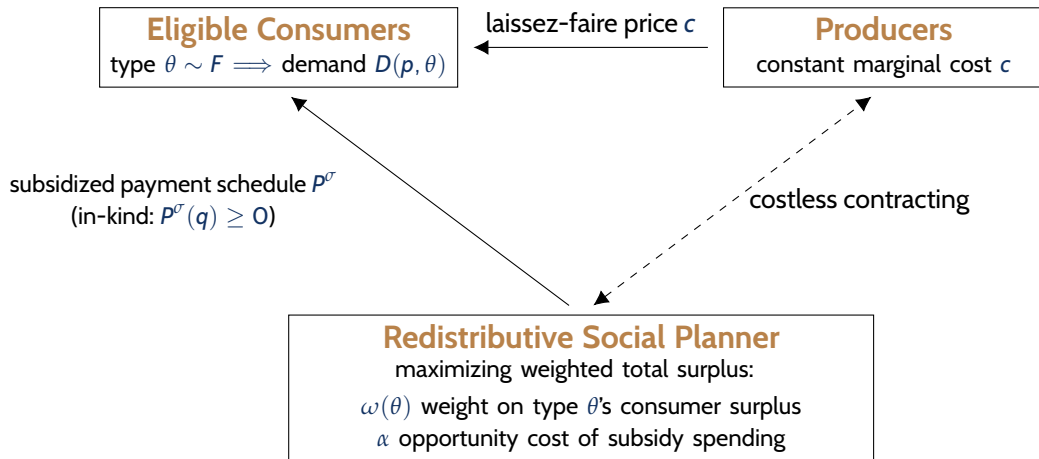 Eligible Consumers
type θ ∼ F ⟹ demand D(p, θ)
laissez-faire price c
Producers
constant marginal cost c
subsidized payment schedule P^σ
(in-kind: P^σ(q) ≥ 0)
costless contracting
Redistributive Social Planner
maximizing weighted total surplus:
ω(θ) weight on type θ's consumer surplus
α opportunity cost of subsidy spending